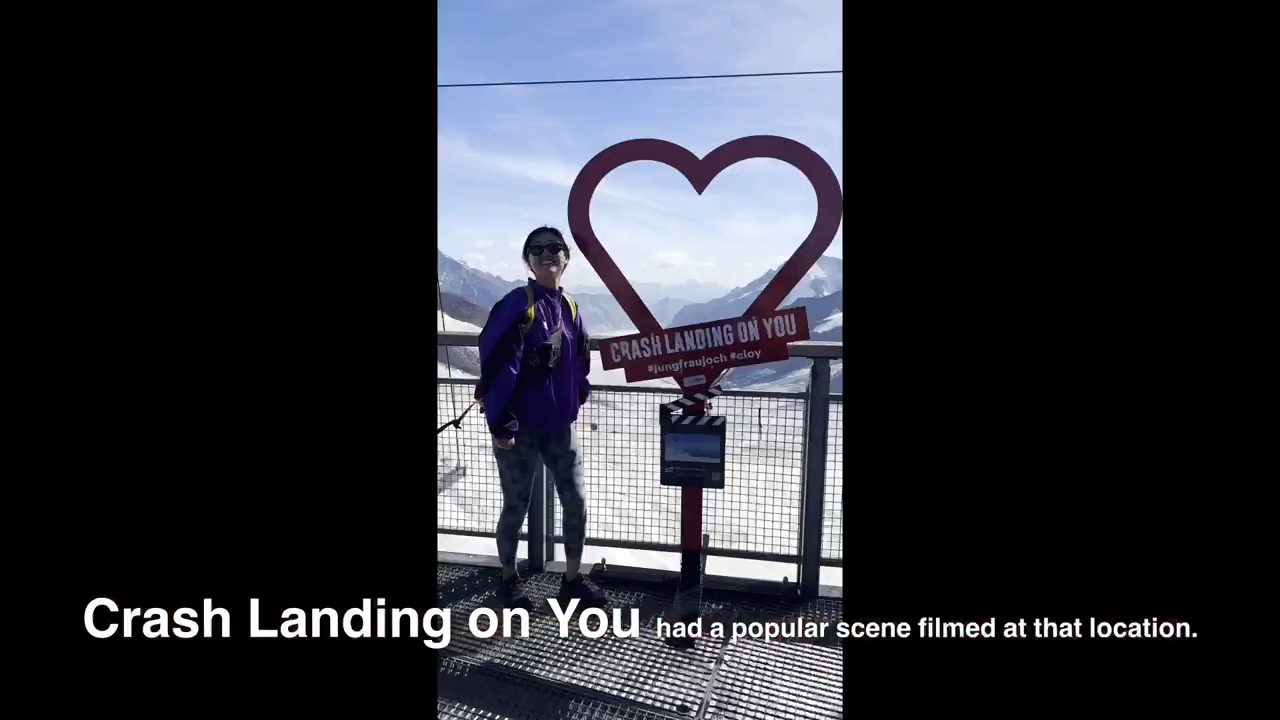 CRASH LANDING ON YOU
#jungfraujoch #cloy
Crash Landing on You had a popular scene filmed at that location.